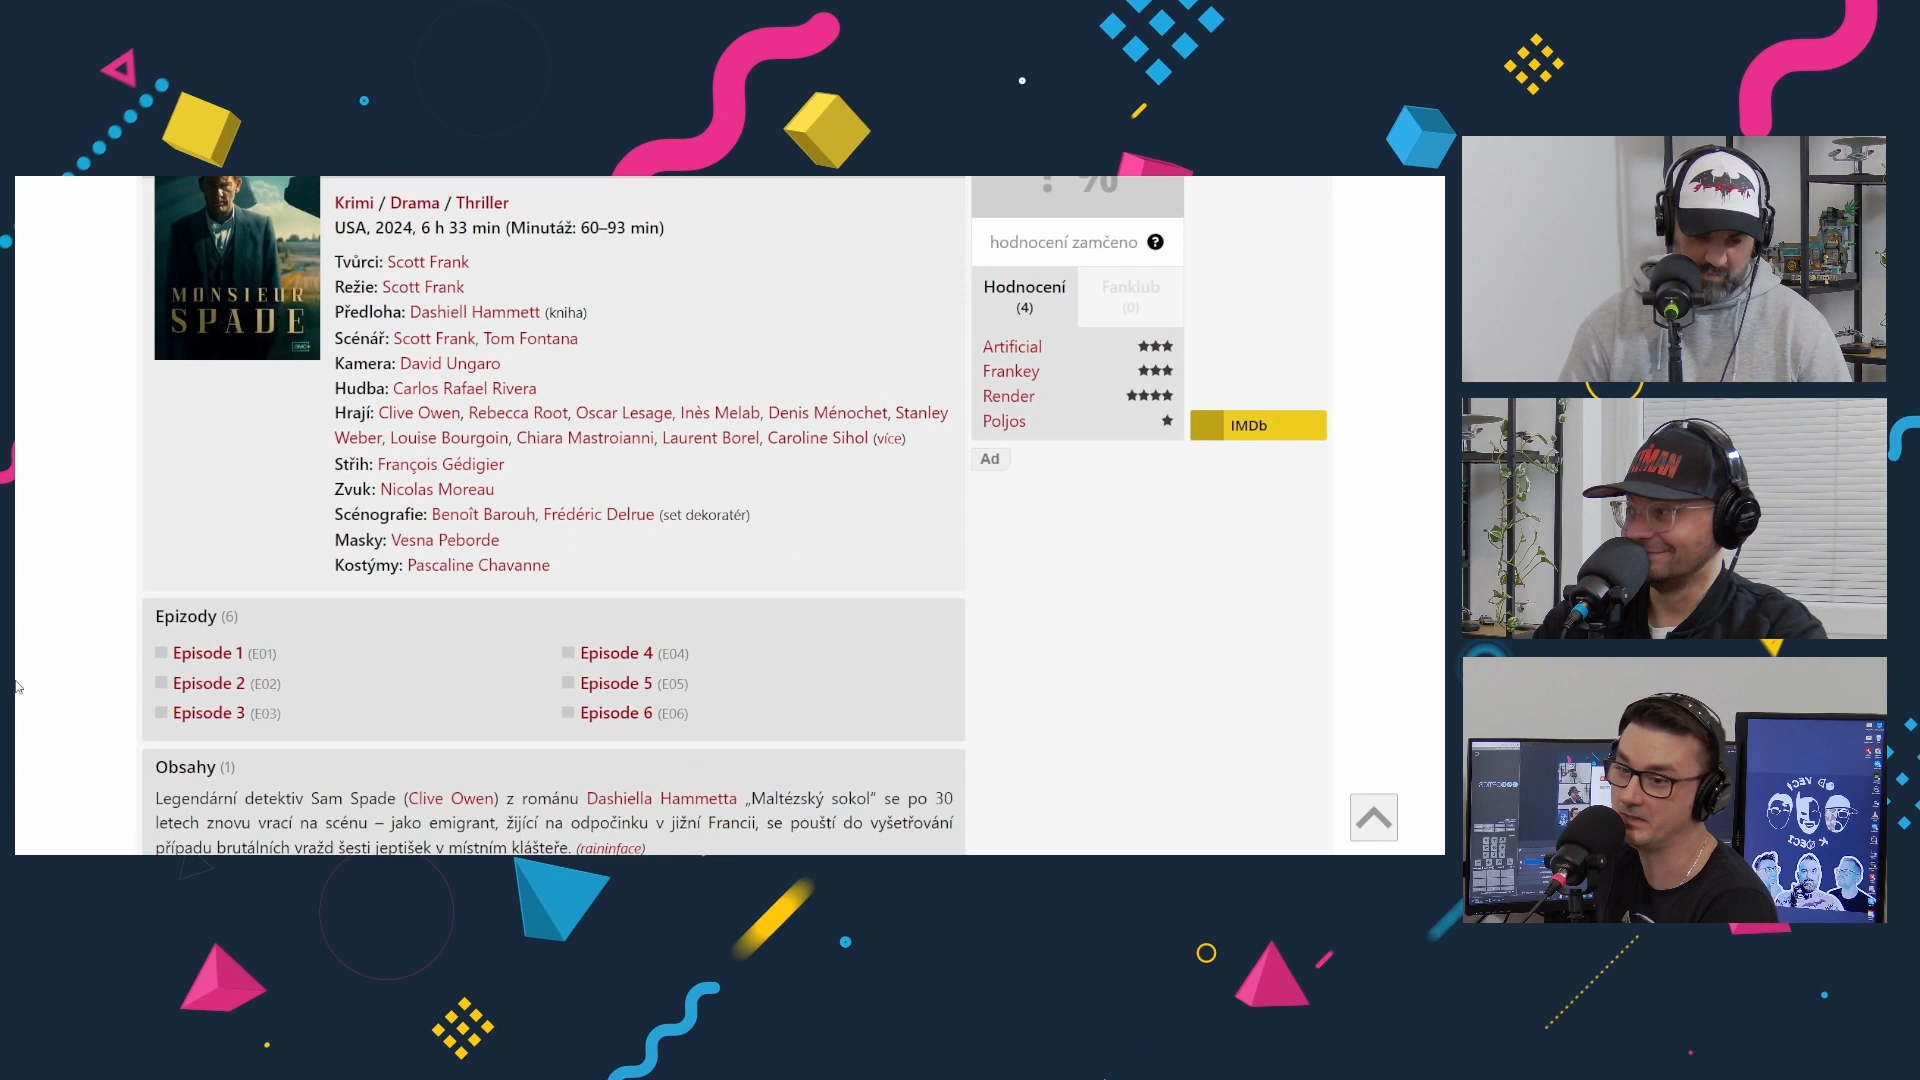 MONSIEUR
SPADE
Krimi / Drama / Thriller
USA, 2024, 6 h 33 min (Minutáž: 60–93 min)
Tvůrci: Scott Frank
Režie: Scott Frank
Předloha: Dashiell Hammett (kniha)
Scénář: Scott Frank, Tom Fontana
Kamera: David Ungaro
Hudba: Carlos Rafael Rivera
Hrají: Clive Owen, Rebecca Root, Oscar Lesage, Inès Melab, Denis Ménochet, Stanley
Weber, Louise Bourgoin, Chiara Mastroianni, Laurent Borel, Caroline Sihol (více)
Střih: François Gédigier
Zvuk: Nicolas Moreau
Scénografie: Benoît Barouh, Frédéric Delrue (set dekoratér)
Masky: Vesna Peborde
Kostýmy: Pascaline Chavanne
Epizody (6)
Episode 1 (E01)
Episode 2 (E02)
Episode 3 (E03)
Episode 4 (E04)
Episode 5 (E05)
Episode 6 (E06)
Obsahy (1)
Legendární detektiv Sam Spade (Clive Owen) z románu Dashiella Hammetta „Maltézský sokol“ se po 30
letech znovu vrací na scénu – jako emigrant, žijící na odpočinku v jižní Francii, se pouští do vyšetřování
případu brutálních vražd šesti jeptišek v místním klášteře. (raininface)
%
hodnocení zamčeno ?
Hodnocení
(4)
Fanklub
(0)
Artificial ★★★
Frankey ★★★
Render ★★★★
Poljos ★
Ad
IMDb